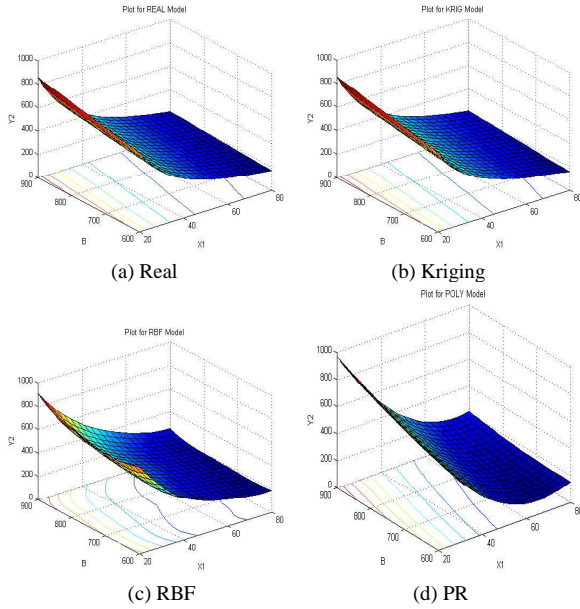 Plot for REAL Model
1000
800
600
400
200
0
Y2
900
800
700
600
B
20
40
60
80
X1
(a) Real
Plot for KRIG Model
1000
800
600
400
200
0
Y2
900
800
700
600
B
20
40
60
80
X1
(b) Kriging
Plot for RBF Model
1000
800
600
400
200
0
Y2
900
800
700
600
B
20
40
60
80
X1
(c) RBF
Plot for POLY Model
1000
800
600
400
200
0
Y2
900
800
700
600
B
20
40
60
80
X1
(d) PR